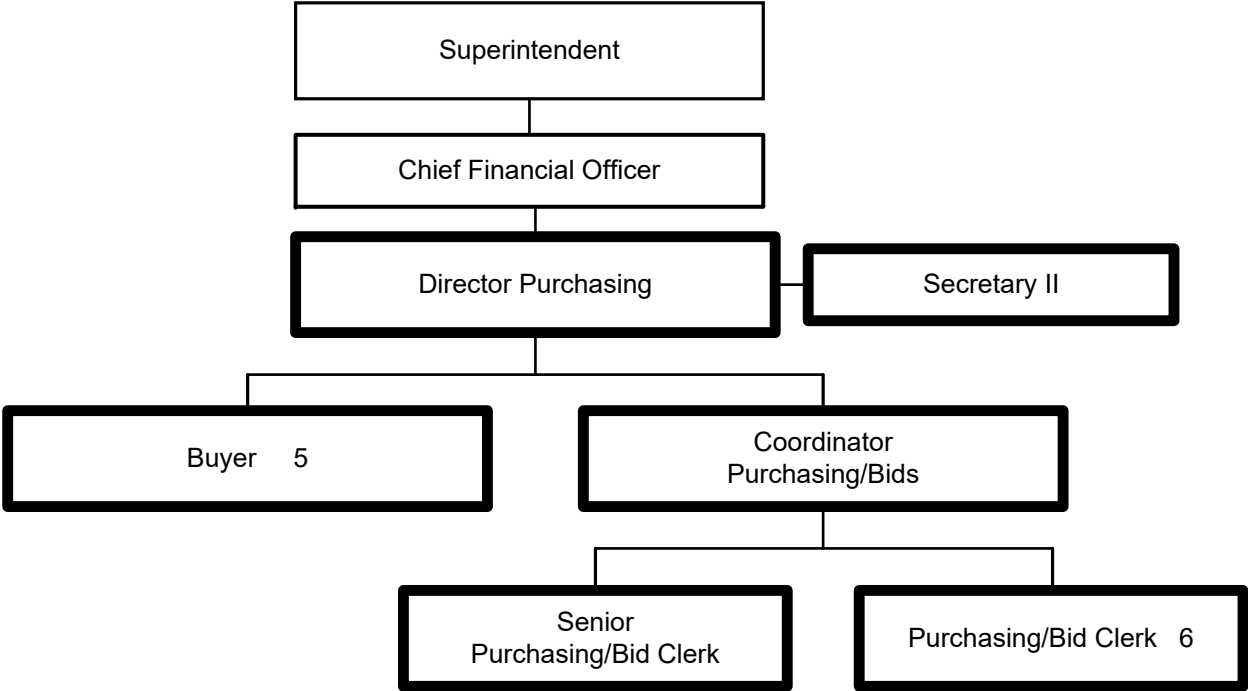 Superintendent
Chief Financial Officer
Director Purchasing
Secretary II
Buyer 5
Coordinator
Purchasing/Bids
Senior
Purchasing/Bid Clerk
Purchasing/Bid Clerk 6